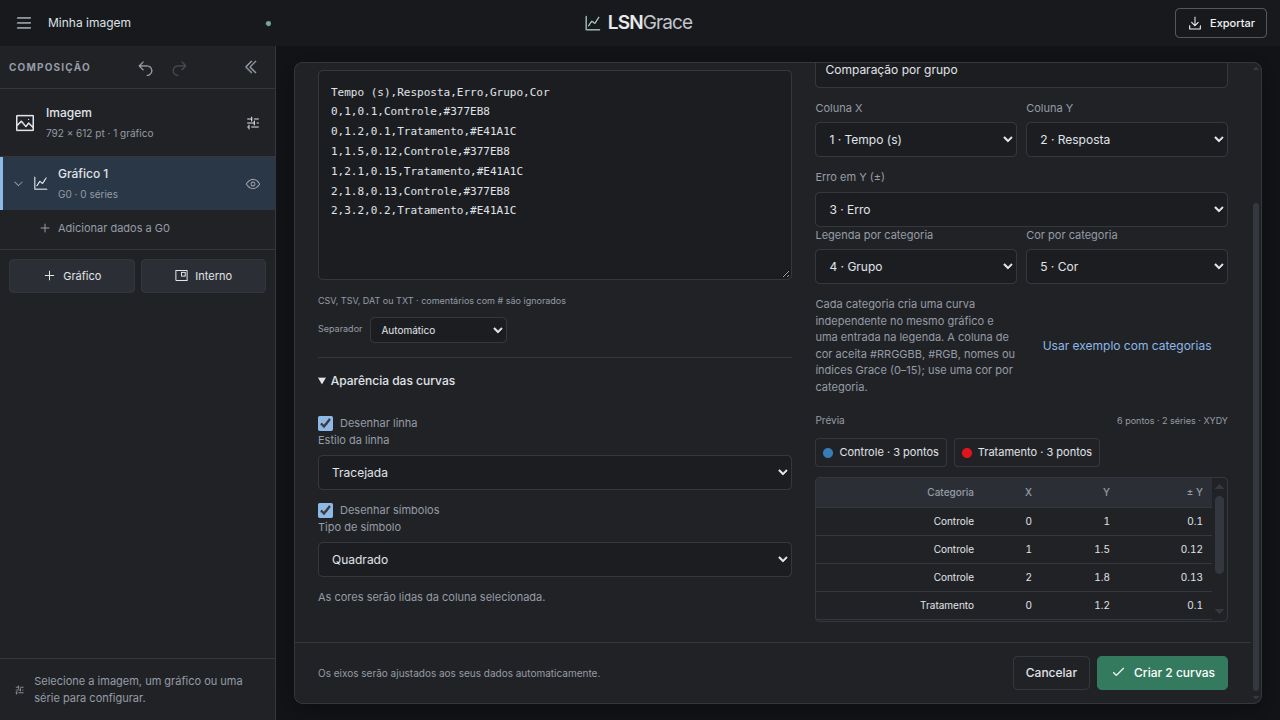 Minha imagem
LSNGrace
Exportar
COMPOSIÇÃO
Imagem
792 × 612 pt · 1 gráfico
Gráfico 1
G0 · 0 séries
Adicionar dados a G0
Gráfico
Interno
Selecione a imagem, um gráfico ou uma
série para configurar.
Tempo (s),Resposta,Erro,Grupo,Cor
0,1,0.1,Controle,#377EB8
0,1.2,0.1,Tratamento,#E41A1C
1,1.5,0.12,Controle,#377EB8
1,2.1,0.15,Tratamento,#E41A1C
2,1.8,0.13,Controle,#377EB8
2,3.2,0.2,Tratamento,#E41A1C
CSV, TSV, DAT ou TXT · comentários com # são ignorados
Separador
Automático
Aparência das curvas
Desenhar linha
Estilo da linha
Tracejada
Desenhar símbolos
Tipo de símbolo
Quadrado
As cores serão lidas da coluna selecionada.
Comparação por grupo
Coluna X
Coluna Y
1 · Tempo (s)
2 · Resposta
Erro em Y (±)
3 · Erro
Legenda por categoria
Cor por categoria
4 · Grupo
5 · Cor
Cada categoria cria uma curva
independente no mesmo gráfico e
uma entrada na legenda. A coluna de
cor aceita #RRGGBB, #RGB, nomes ou
índices Grace (0–15); use uma cor por
categoria.
Usar exemplo com categorias
Prévia
6 pontos · 2 séries · XYDY
Controle · 3 pontos
Tratamento · 3 pontos
Categoria X Y ± Y
Controle 0 1 0.1
Controle 1 1.5 0.12
Controle 2 1.8 0.13
Tratamento 0 1.2 0.1
Os eixos serão ajustados aos seus dados automaticamente.
Cancelar
Criar 2 curvas